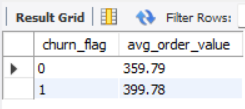 Result Grid Filter Rows:
churn_flag avg_order_value
0 359.79
1 399.78